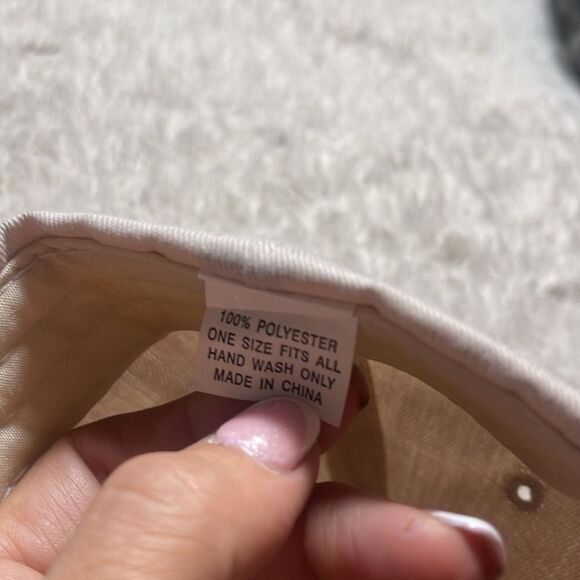 100% POLYESTER
ONE SIZE FITS ALL
HAND WASH ONLY
MADE IN CHINA